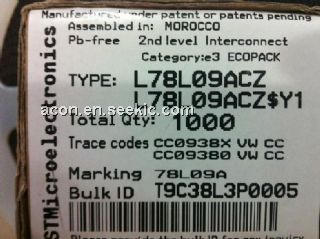 Manufactured under patent or patents pending
Assembled in: MOROCCO
Pb-free 2nd level Interconnect
Category:e3 ECOPACK
TYPE: L78L09ACZ
L78L09ACZ$Y1
Total Qty: 1000
Trace codes CC0938X VW CC
CC09380 VW CC
Marking 78L09A
Bulk ID T9C38L3P0005
STMicroelectronics
acon.en.seekic.com